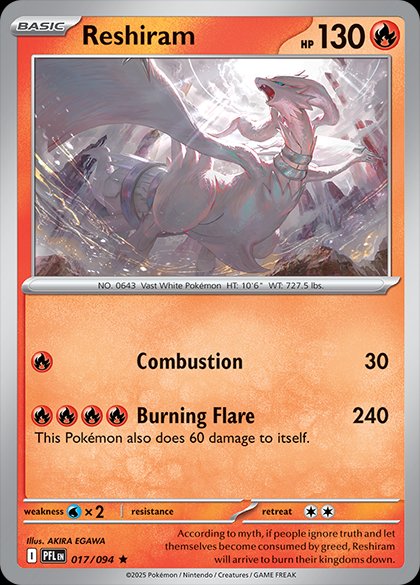 BASIC
Reshiram
HP 130
NO. 0643 Vast White Pokémon HT: 10'6" WT: 727.5 lbs.
Combustion 30
Burning Flare 240
This Pokémon also does 60 damage to itself.
weakness ×2 resistance retreat
Illus. AKIRA EGAWA
According to myth, if people ignore truth and let
themselves become consumed by greed, Reshiram
will arrive to burn their kingdoms down.
I PFL EN 017/094 ★
©2025 Pokémon / Nintendo / Creatures / GAME FREAK